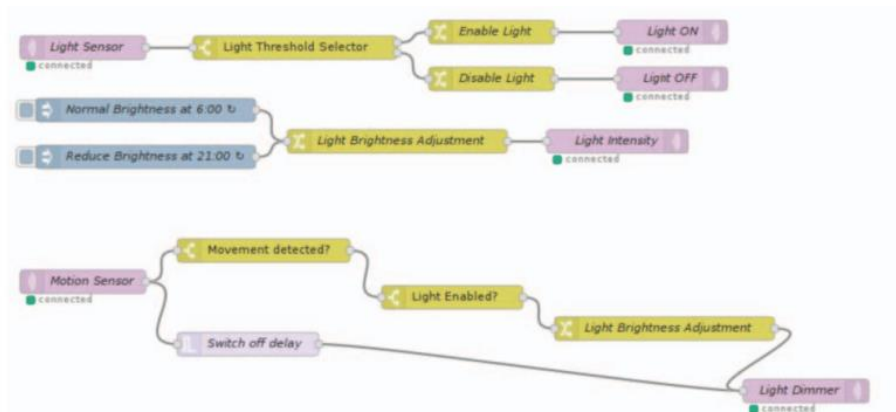 Light Sensor
connected
Light Threshold Selector
Enable Light
Light ON
connected
Disable Light
Light OFF
connected
Normal Brightness at 6:00 ↻
Reduce Brightness at 21:00 ↻
Light Brightness Adjustment
Light Intensity
connected
Motion Sensor
connected
Movement detected?
Light Enabled?
Light Brightness Adjustment
Switch off delay
Light Dimmer
connected